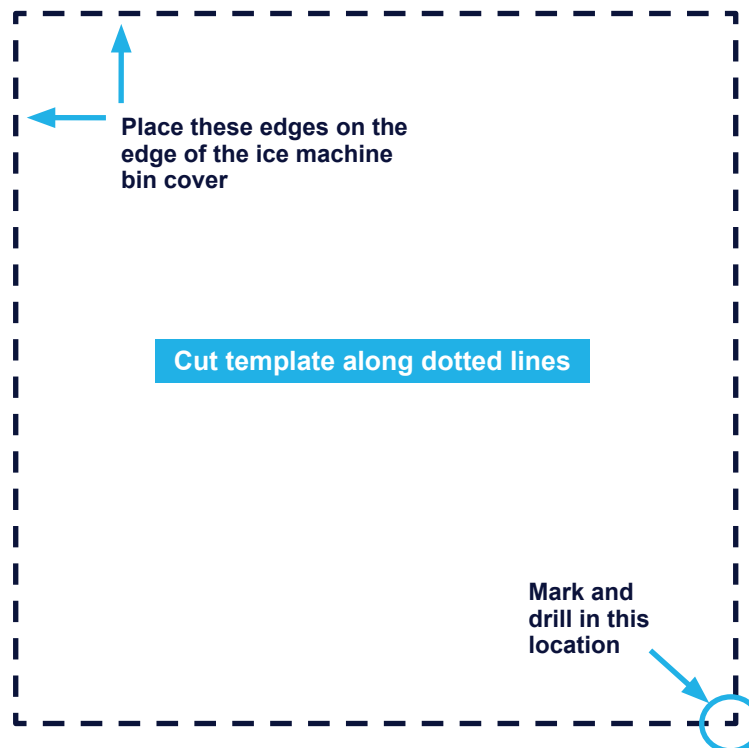 Place these edges on the
edge of the ice machine
bin cover
Cut template along dotted lines
Mark and
drill in this
location